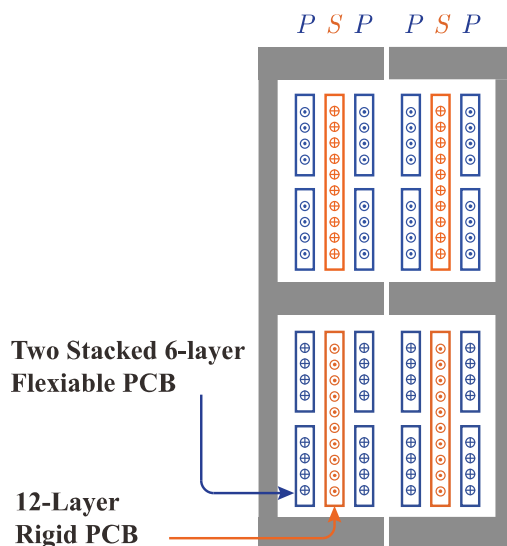 P S P P S P
Two Stacked 6-layer
Flexiable PCB
12-Layer
Rigid PCB